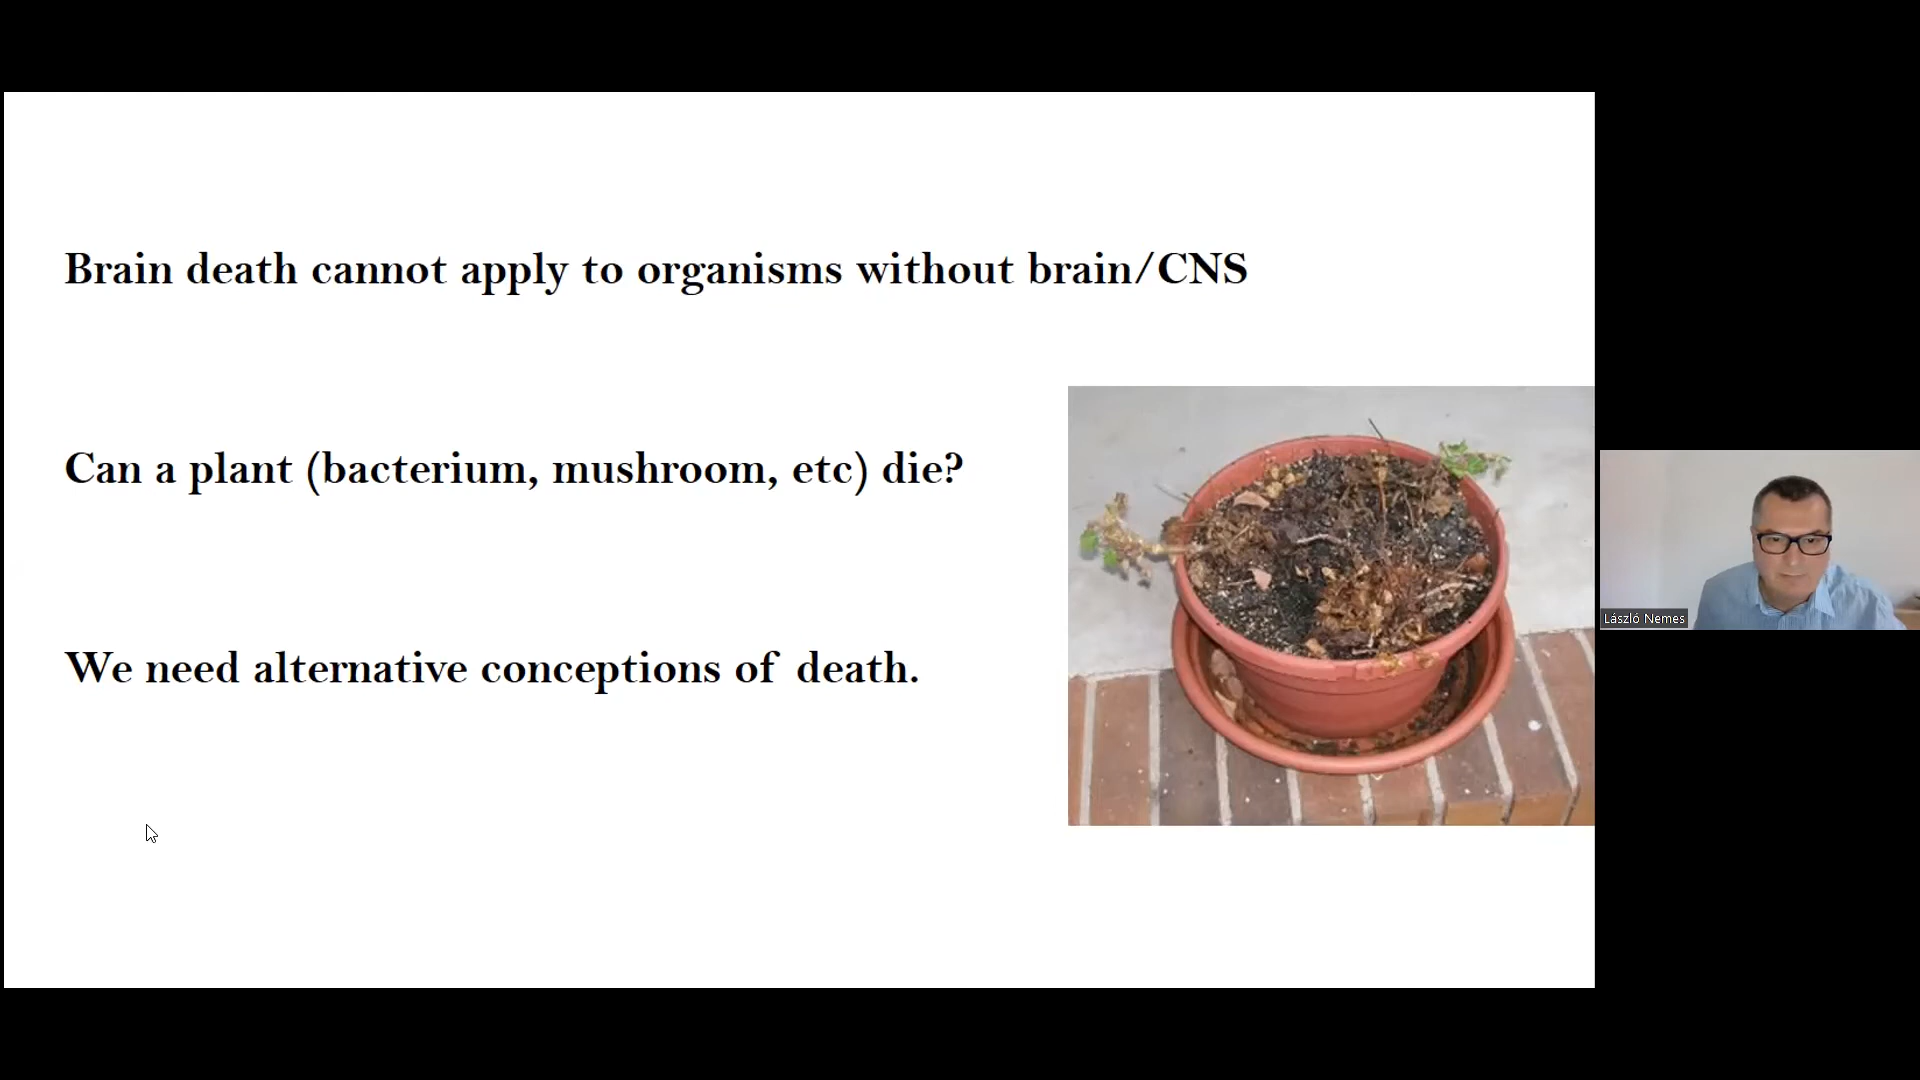 Brain death cannot apply to organisms without brain/CNS
Can a plant (bacterium, mushroom, etc) die?
We need alternative conceptions of death.
László Nemes